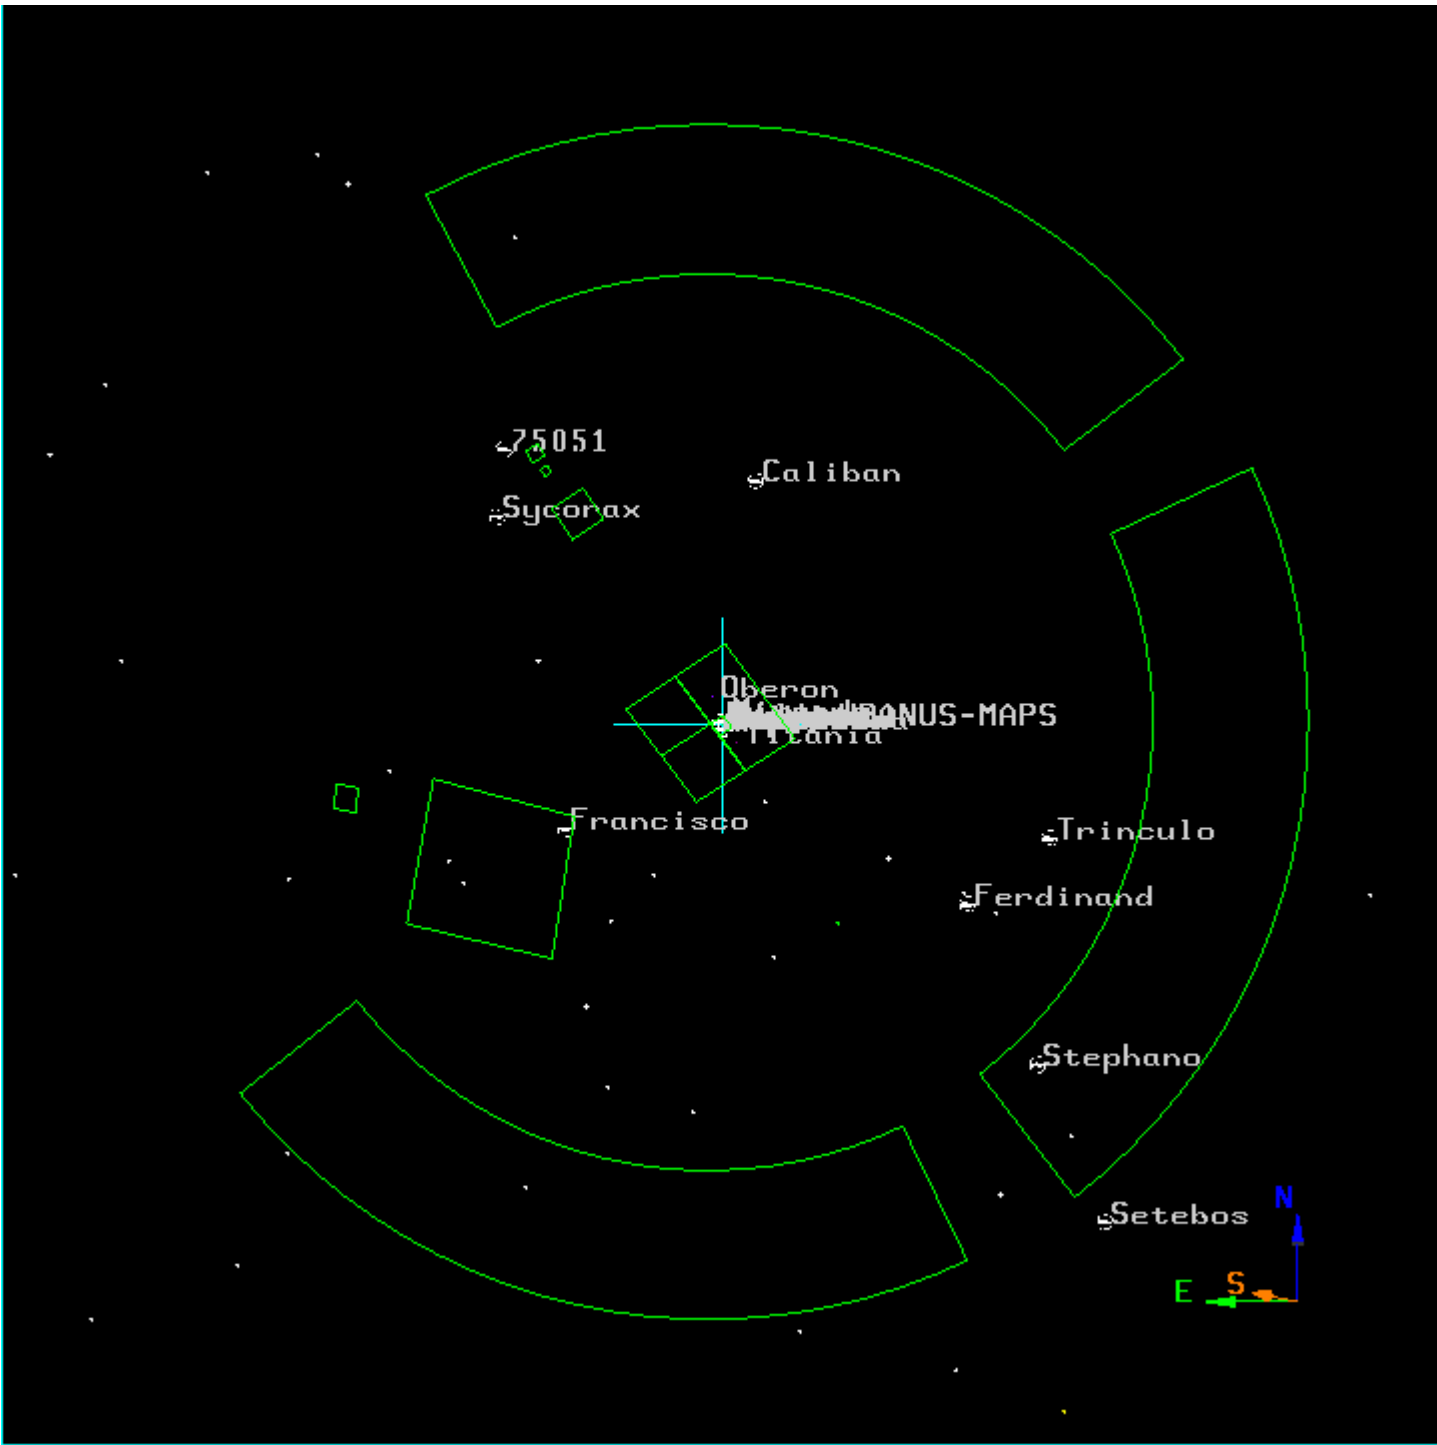 75051
Caliban
Sycorax
Oberon
URANUS-MAPS
Titania
Francisco
Trinculo
Ferdinand
Stephano
Setebos
N
E S